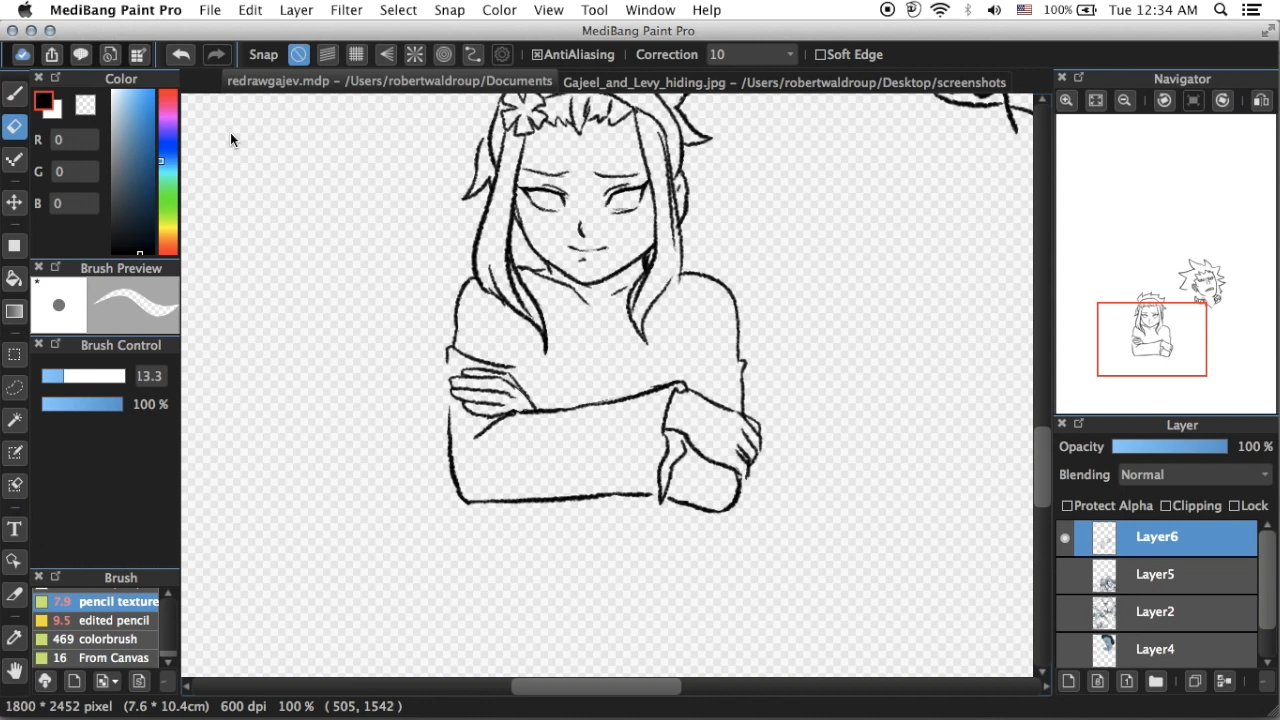 MediBang Paint Pro File Edit Layer Filter Select Snap Color View Tool Window Help 100% Tue 12:34 AM
MediBang Paint Pro
Snap AntiAliasing Correction 10 Soft Edge
Color redrawgajev.mdp – /Users/robertwaldroup/Documents Gajeel_and_Levy_hiding.jpg – /Users/robertwaldroup/Desktop/screenshots Navigator
R 0
G 0
B 0
Brush Preview
Brush Control
13.3
100 %
Layer
Opacity 100 %
Blending Normal
Protect Alpha Clipping Lock
Layer6
Layer5
Layer2
Layer4
Brush
7.9 pencil texture
9.5 edited pencil
469 colorbrush
16 From Canvas
T
8 1
1800 * 2452 pixel (7.6 * 10.4cm) 600 dpi 100 % ( 505, 1542 )